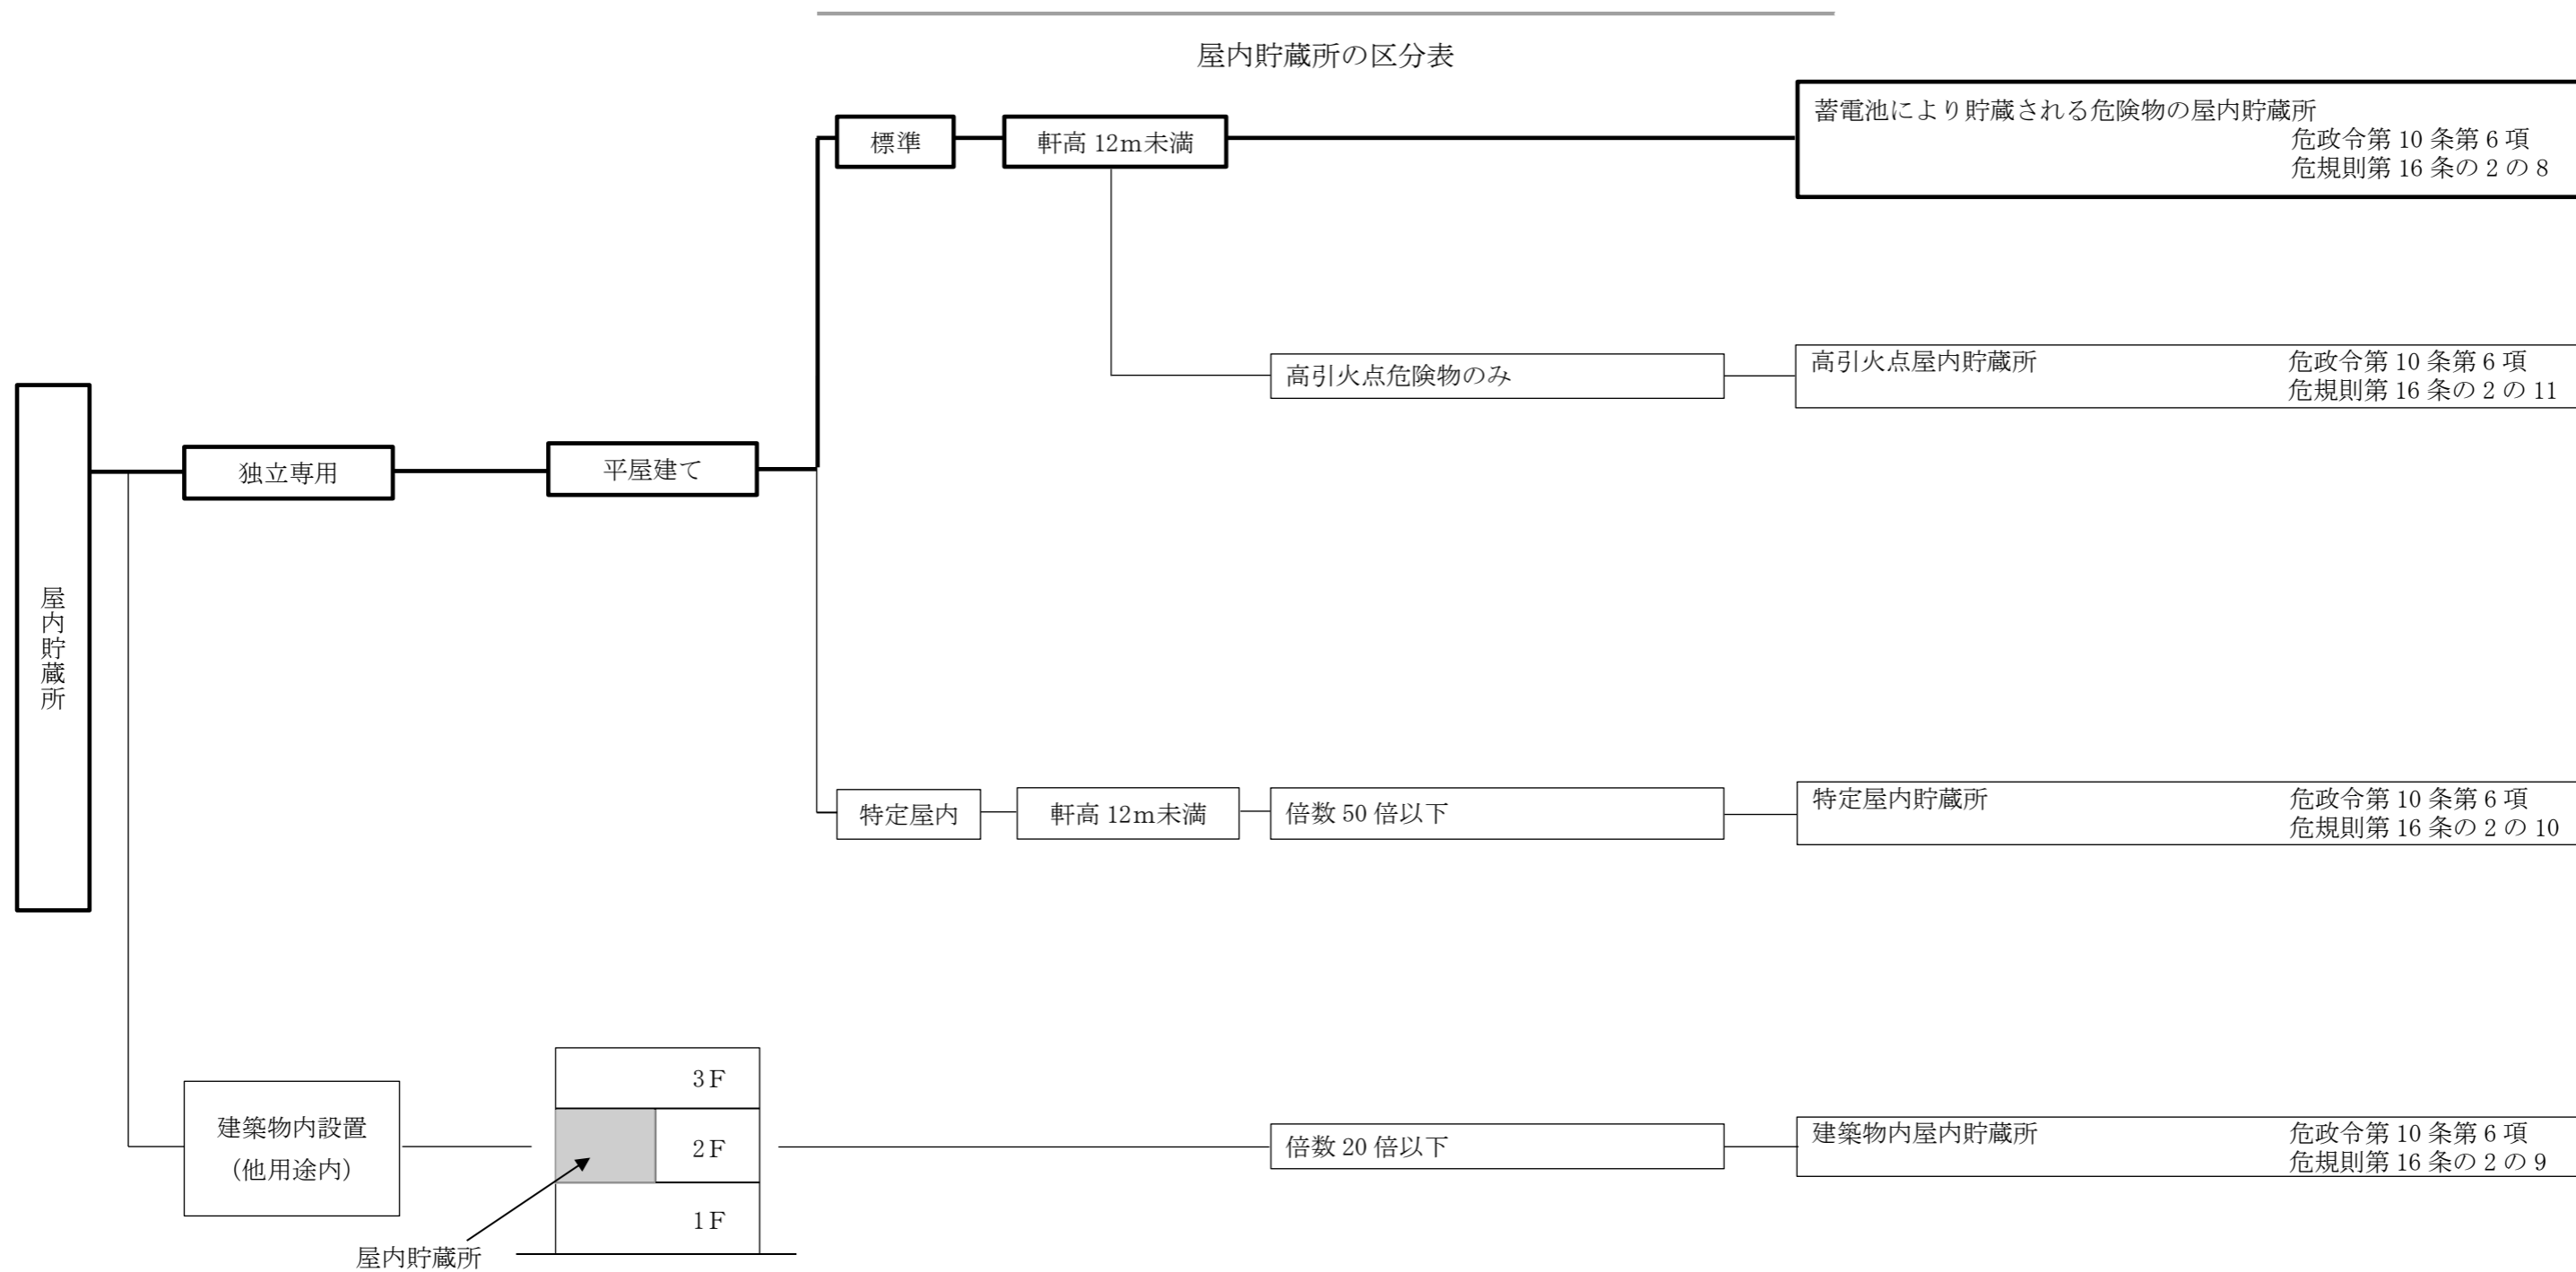 屋内貯蔵所の区分表
標準
軒高 12m未満
蓄電池により貯蔵される危険物の屋内貯蔵所
危政令第 10 条第 6 項
危規則第 16 条の 2 の 8
高引火点危険物のみ
高引火点屋内貯蔵所 危政令第 10 条第 6 項
危規則第 16 条の 2 の 11
屋内貯蔵所
独立専用
平屋建て
特定屋内
軒高 12m未満
倍数 50 倍以下
特定屋内貯蔵所 危政令第 10 条第 6 項
危規則第 16 条の 2 の 10
建築物内設置
(他用途内)
3F
2F
1F
屋内貯蔵所
倍数 20 倍以下
建築物内屋内貯蔵所 危政令第 10 条第 6 項
危規則第 16 条の 2 の 9